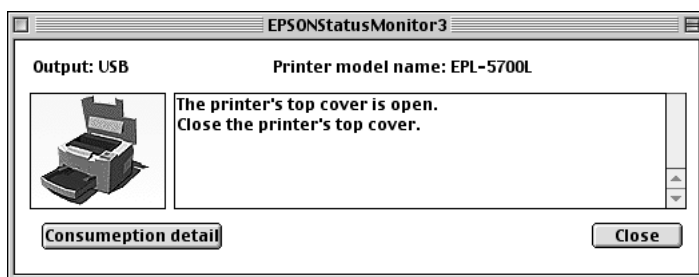 EPSONStatusMonitor3
Output: USB
Printer model name: EPL-5700L
The printer's top cover is open.
Close the printer's top cover.
Consumeption detail
Close